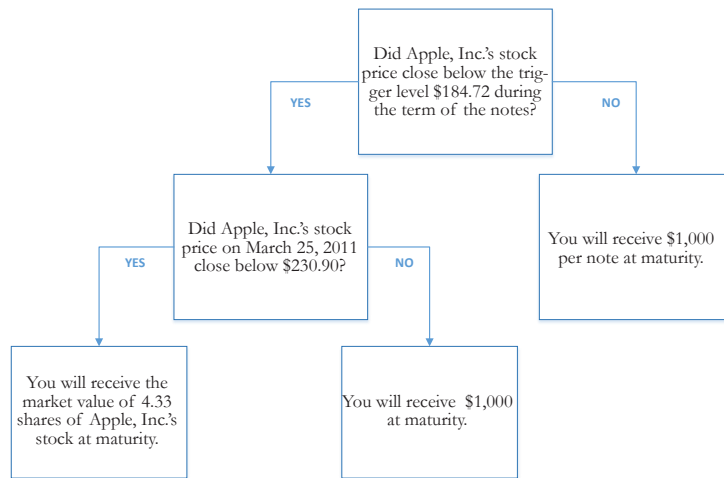 Did Apple, Inc.'s stock
price close below the trig-
ger level $184.72 during
the term of the notes?
YES
NO
Did Apple, Inc.'s stock
price on March 25, 2011
close below $230.90?
You will receive $1,000
per note at maturity.
YES
NO
You will receive the
market value of 4.33
shares of Apple, Inc.'s
stock at maturity.
You will receive $1,000
at maturity.